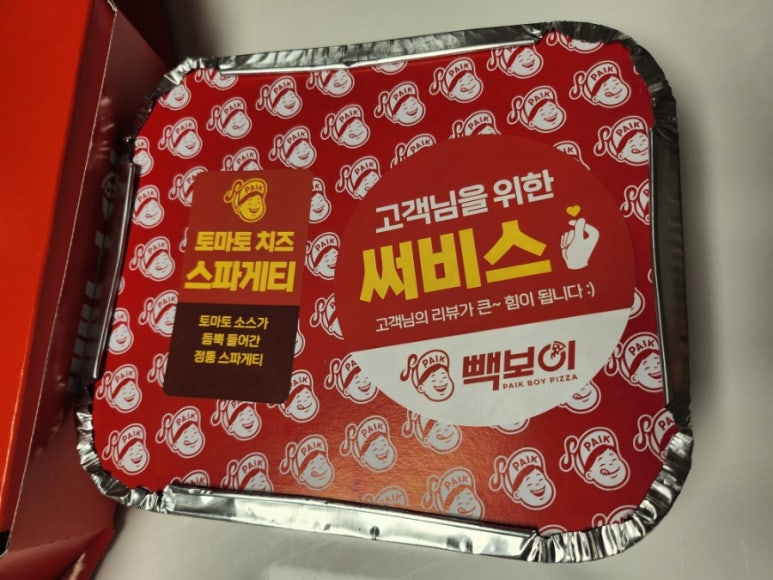 PAIK
토마토 치즈
스파게티
토마토 소스가
듬뿍 들어간
정통 스파게티
고객님을 위한
써비스
고객님의 리뷰가 큰~ 힘이 됩니다 :)
PAIK
빽보이
PAIK BOY PIZZA